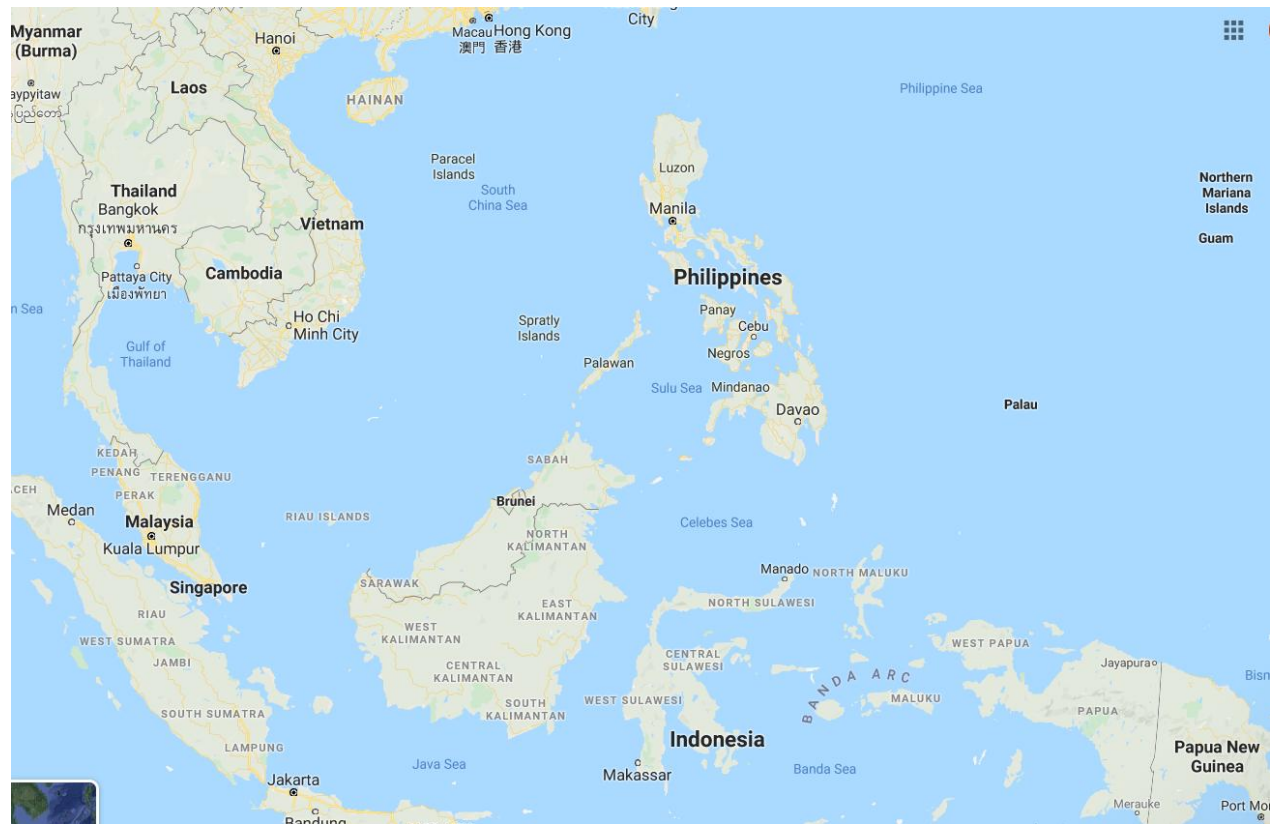 City
Hong Kong
Macau
澳門 香港
Myanmar
(Burma)
Hanoi
Laos
HAINAN
Philippine Sea
Paracel
Islands
South
China Sea
Luzon
Northern
Mariana
Islands
Guam
Thailand
Bangkok
กรุงเทพมหานคร
Vietnam
Manila
Cambodia
Philippines
Pattaya City
เมืองพัทยา
n Sea
Ho Chi
Minh City
Gulf of
Thailand
Spratly
Islands
Panay
Cebu
Negros
Palawan
Sulu Sea
Mindanao
Davao
Palau
KEDAH
PENANG
TERENGGANU
PERAK
ACEH
Medan
Malaysia
Kuala Lumpur
Singapore
RIAU ISLANDS
SABAH
Brunei
NORTH
KALIMANTAN
Celebes Sea
Manado
NORTH MALUKU
SARAWAK
NORTH SULAWESI
RIAU
WEST SUMATRA
JAMBI
SOUTH SUMATRA
LAMPUNG
WEST
KALIMANTAN
EAST
KALIMANTAN
CENTRAL
KALIMANTAN
SOUTH
KALIMANTAN
CENTRAL
SULAWESI
WEST SULAWESI
BANDA ARC
MALUKU
WEST PAPUA
Jayapura
PAPUA
Bism
Indonesia
Papua New
Guinea
Java Sea
Makassar
Banda Sea
Jakarta
Bandung
Merauke
Port Mo